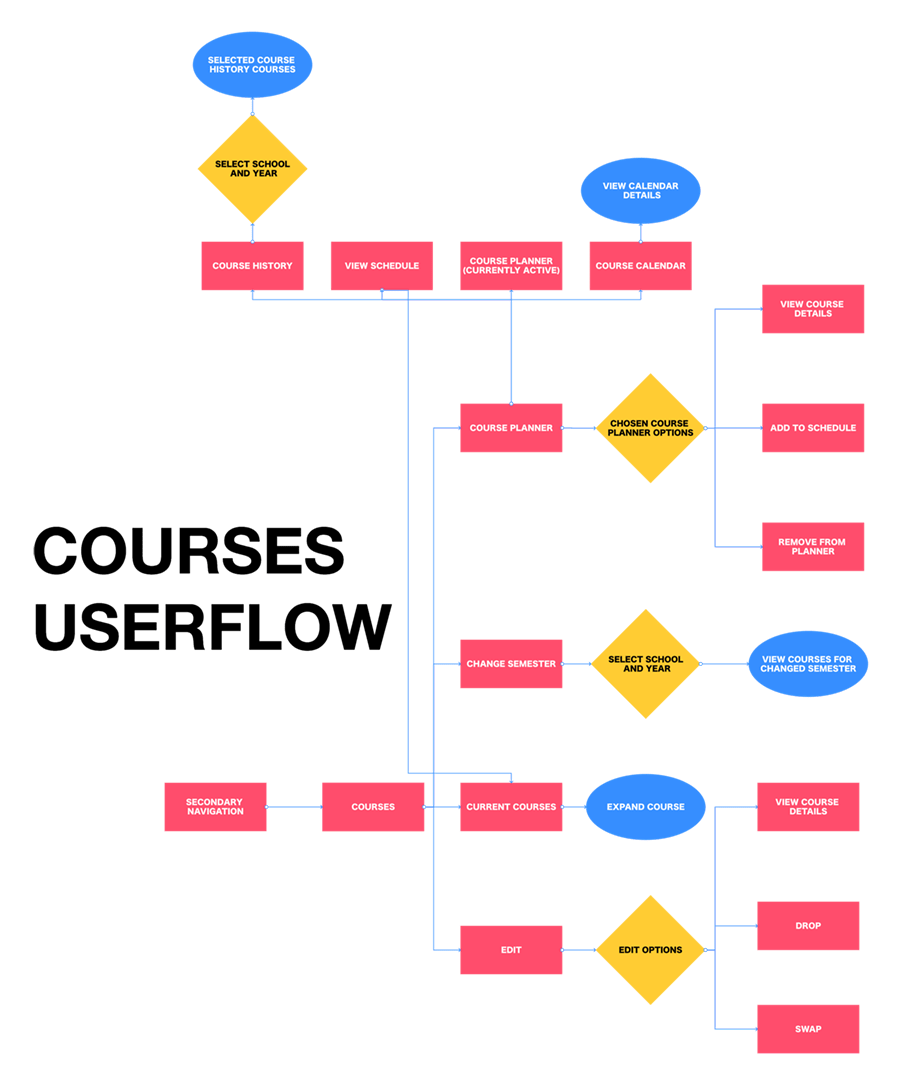 SELECTED COURSE
HISTORY COURSES
SELECT SCHOOL
AND YEAR
VIEW CALENDAR
DETAILS
COURSE HISTORY
VIEW SCHEDULE
COURSE PLANNER
(CURRENTLY ACTIVE)
COURSE CALENDAR
VIEW COURSE
DETAILS
COURSE PLANNER
CHOSEN COURSE
PLANNER OPTIONS
ADD TO SCHEDULE
REMOVE FROM
PLANNER
COURSES
USERFLOW
CHANGE SEMESTER
SELECT SCHOOL
AND YEAR
VIEW COURSES FOR
CHANGED SEMESTER
SECONDARY
NAVIGATION
COURSES
CURRENT COURSES
EXPAND COURSE
VIEW COURSE
DETAILS
EDIT
EDIT OPTIONS
DROP
SWAP